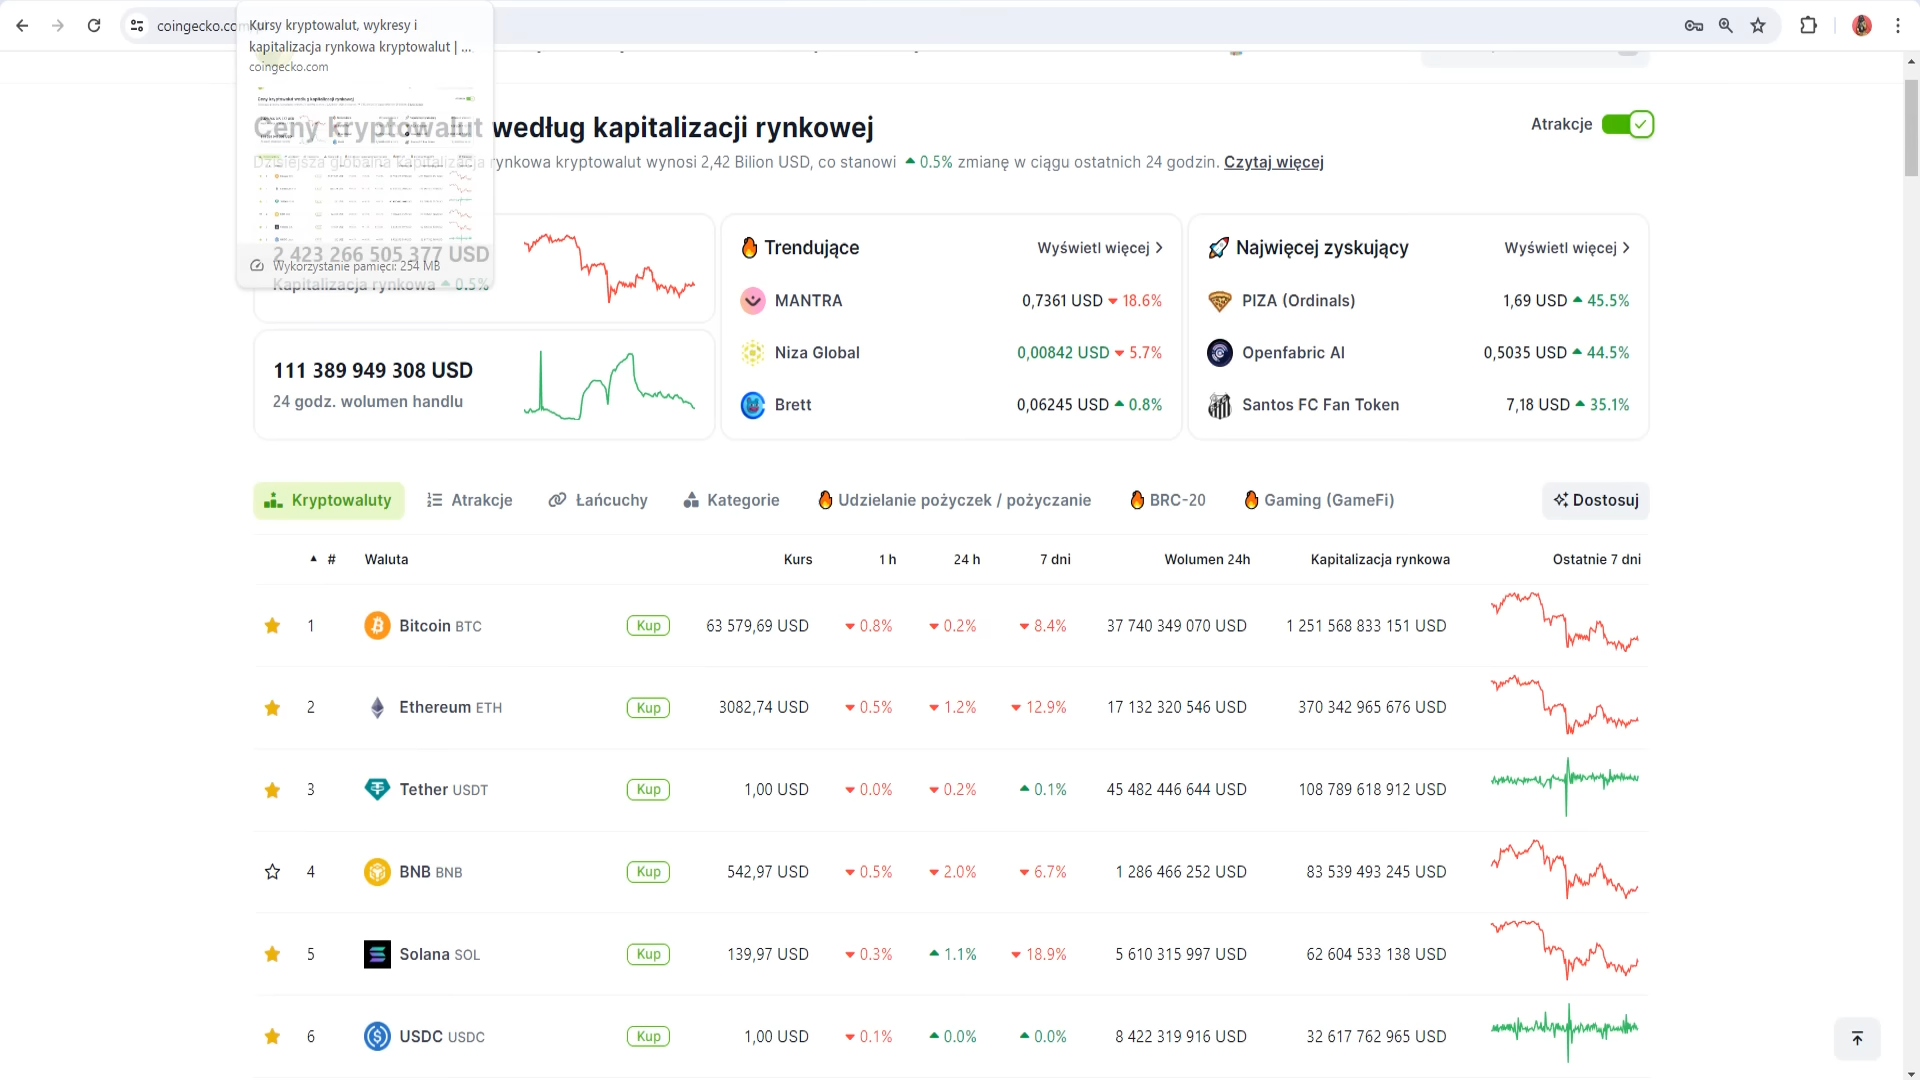 coingecko.com
Kursy kryptowalut, wykresy i
kapitalizacja rynkowa kryptowalut | ...
coingecko.com
Ceny kryptowalut według kapitalizacji rynkowej
Atrakcje
Dzisiejsza globalna kapitalizacja rynkowa kryptowalut wynosi 2,42 Bilion USD, co stanowi 0.5% zmianę w ciągu ostatnich 24 godzin. Czytaj więcej
2 423 266 505 377 USD
Wykorzystanie pamięci: 254 MB
Kapitalizacja rynkowa 0.5%
111 389 949 308 USD
24 godz. wolumen handlu
Trendujące Wyświetl więcej
MANTRA 0,7361 USD 18.6%
Niza Global 0,00842 USD 5.7%
Brett 0,06245 USD 0.8%
Najwięcej zyskujący Wyświetl więcej
PIZA (Ordinals) 1,69 USD 45.5%
Openfabric AI 0,5035 USD 44.5%
Santos FC Fan Token 7,18 USD 35.1%
Kryptowaluty Atrakcje Łańcuchy Kategorie Udzielanie pożyczek / pożyczanie BRC-20 Gaming (GameFi) Dostosuj
# Waluta Kurs 1 h 24 h 7 dni Wolumen 24h Kapitalizacja rynkowa Ostatnie 7 dni
1 Bitcoin BTC Kup 63 579,69 USD 0.8% 0.2% 8.4% 37 740 349 070 USD 1 251 568 833 151 USD
2 Ethereum ETH Kup 3082,74 USD 0.5% 1.2% 12.9% 17 132 320 546 USD 370 342 965 676 USD
3 Tether USDT Kup 1,00 USD 0.0% 0.2% 0.1% 45 482 446 644 USD 108 789 618 912 USD
4 BNB BNB Kup 542,97 USD 0.5% 2.0% 6.7% 1 286 466 252 USD 83 539 493 245 USD
5 Solana SOL Kup 139,97 USD 0.3% 1.1% 18.9% 5 610 315 997 USD 62 604 533 138 USD
6 USDC USDC Kup 1,00 USD 0.1% 0.0% 0.0% 8 422 319 916 USD 32 617 762 965 USD